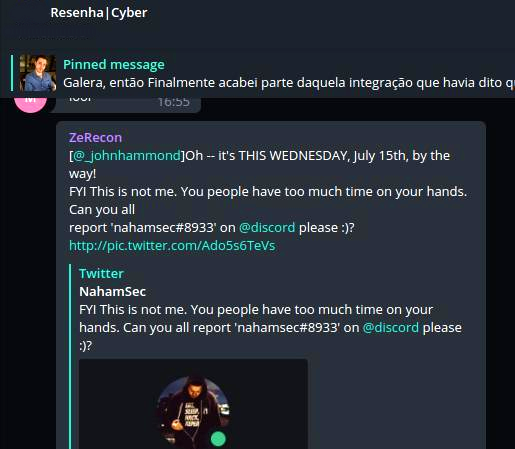 Resenha|Cyber
Pinned message
Galera, então Finalmente acabei parte daquela integração que havia dito
16:55
ZeRecon
[@_johnhammond]Oh -- it's THIS WEDNESDAY, July 15th, by the
way!
FYI This is not me. You people have too much time on your hands.
Can you all
report 'nahamsec#8933' on @discord please :)?
http://pic.twitter.com/Ado5s6TeVs
Twitter
NahamSec
FYI This is not me. You people have too much time on your
hands. Can you all report 'nahamsec#8933' on @discord please
:)?
EAT.
SLEEP.
HACK.
REPEAT